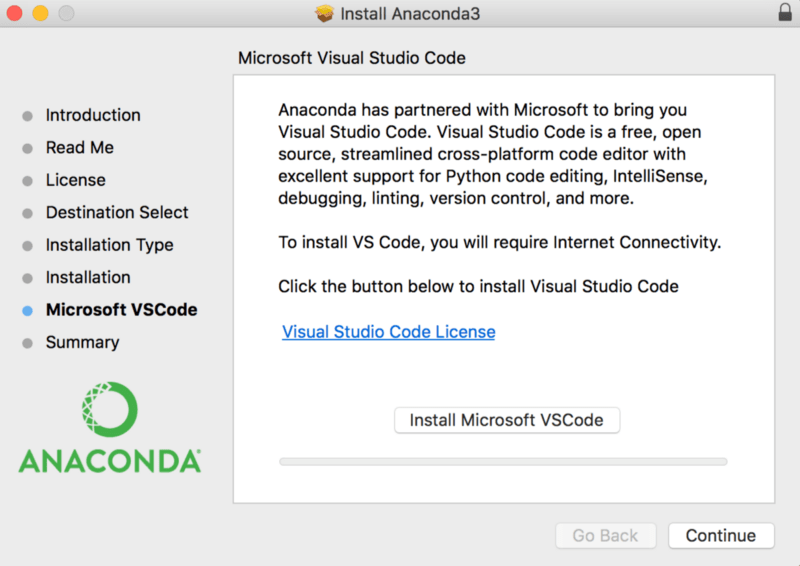 Install Anaconda3
Microsoft Visual Studio Code
Introduction
Read Me
License
Destination Select
Installation Type
Installation
Microsoft VSCode
Summary
ANACONDA®
Anaconda has partnered with Microsoft to bring you
Visual Studio Code. Visual Studio Code is a free, open
source, streamlined cross-platform code editor with
excellent support for Python code editing, IntelliSense,
debugging, linting, version control, and more.
To install VS Code, you will require Internet Connectivity.
Click the button below to install Visual Studio Code
Visual Studio Code License
Install Microsoft VSCode
Go Back
Continue